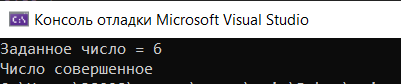 Консоль отладки Microsoft Visual Studio
Заданное число = 6
Число совершенное